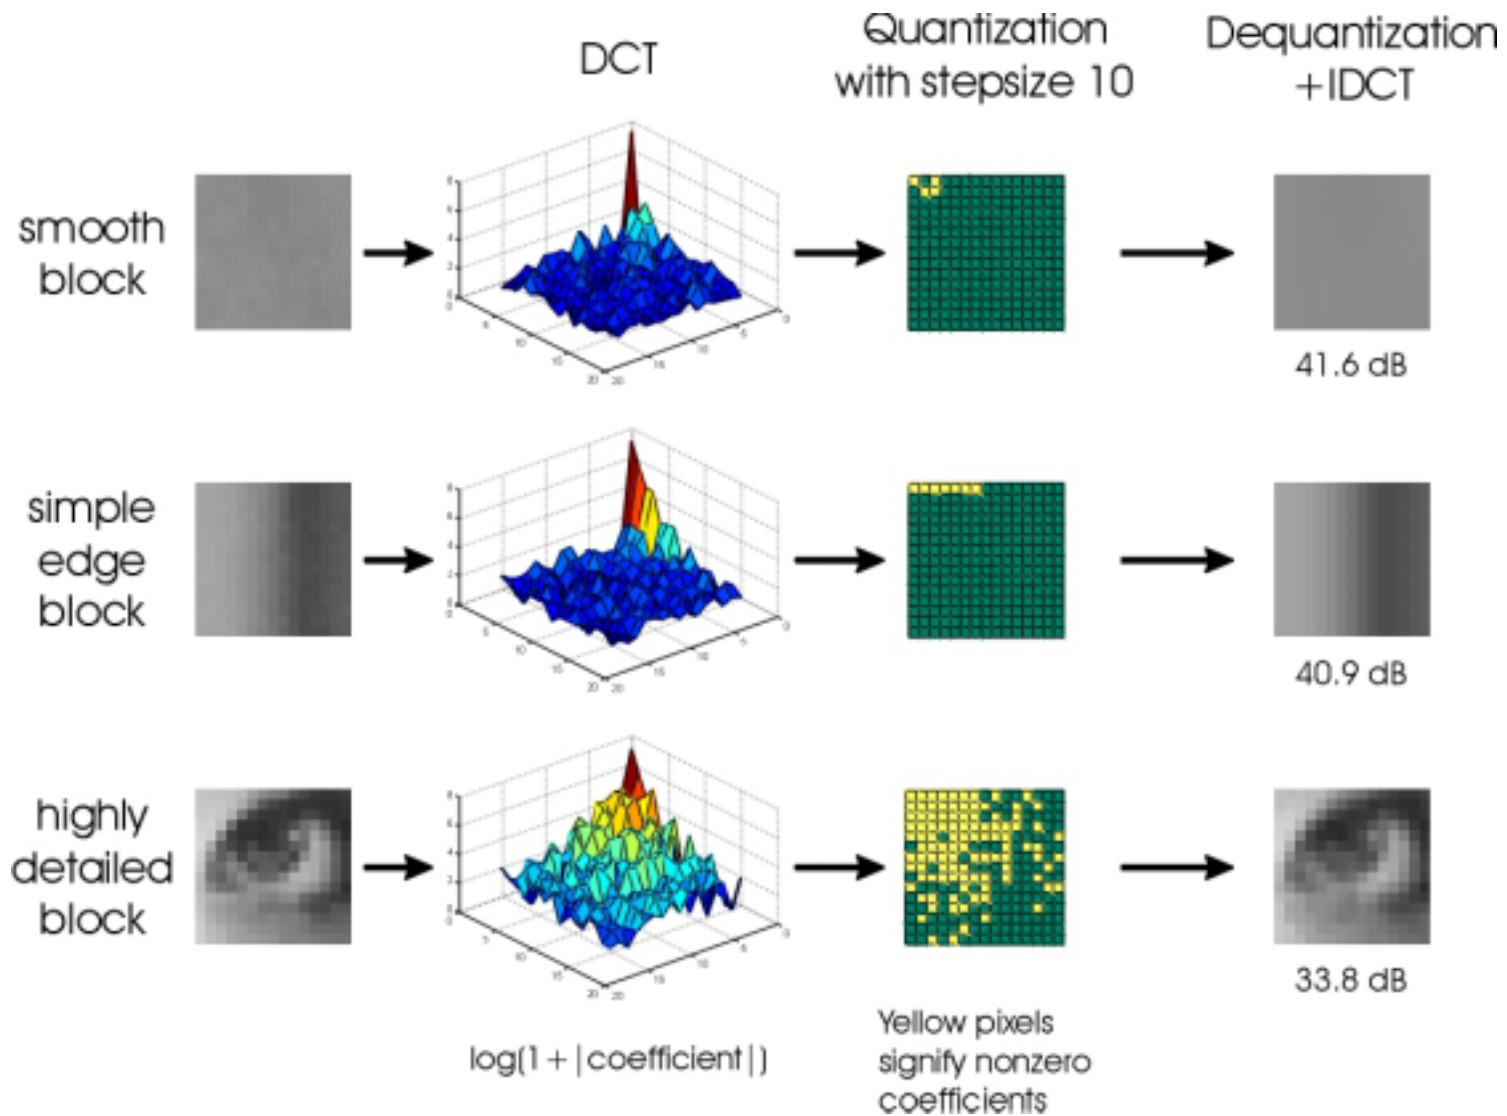 DCT
Quantization
with stepsize 10
Dequantization
+IDCT
smooth
block
41.6 dB
simple
edge
block
40.9 dB
highly
detailed
block
33.8 dB
log(1+|coefficient|)
Yellow pixels
signify nonzero
coefficients